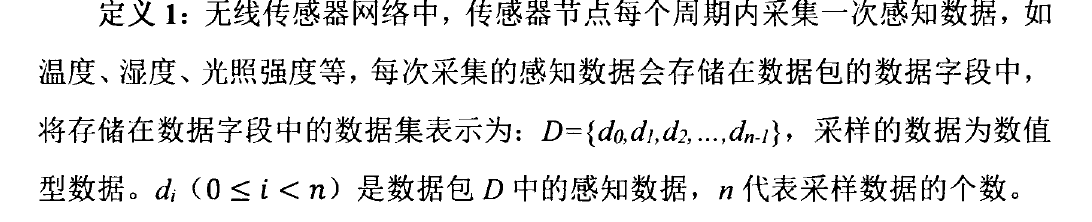 定义 1：无线传感器网络中，传感器节点每个周期内采集一次感知数据，如
温度、湿度、光照强度等，每次采集的感知数据会存储在数据包的数据字段中，
将存储在数据字段中的数据集表示为：D={d₀,d₁,d₂,…,dₙ₋₁}，采样的数据为数值
型数据。dᵢ（0 ≤ i < n）是数据包 D 中的感知数据，n 代表采样数据的个数。